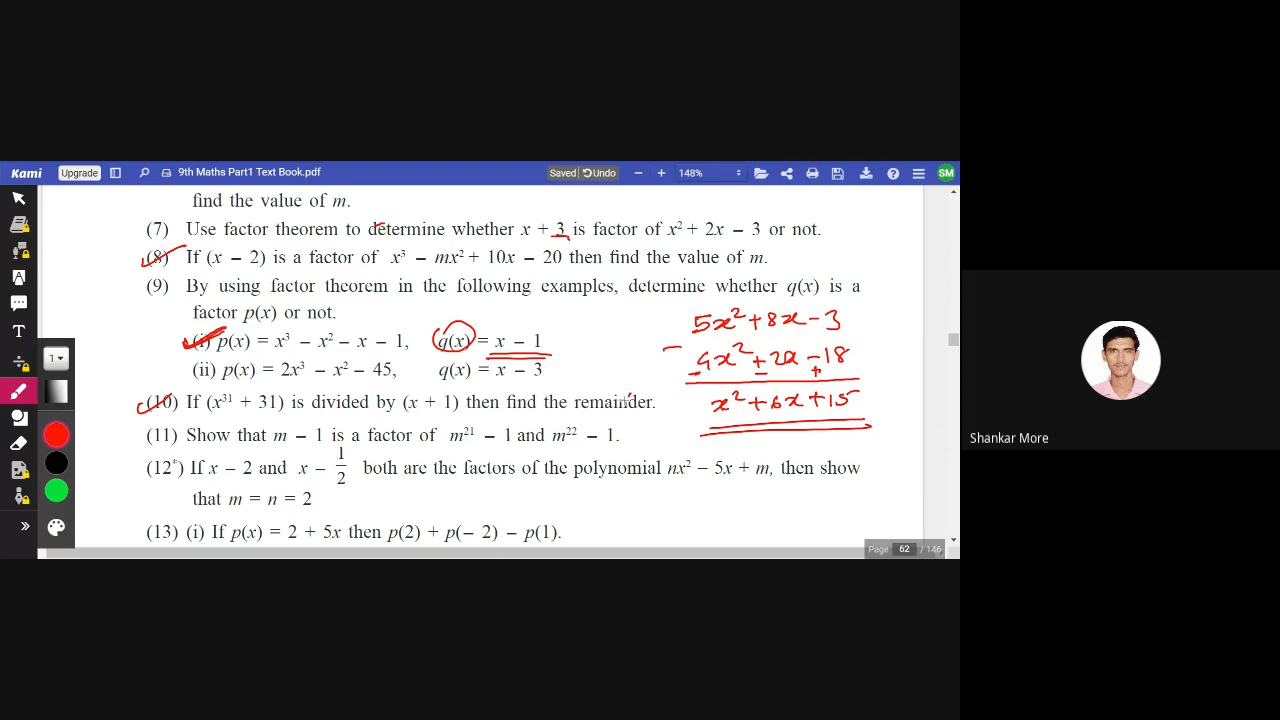 Kami Upgrade 9th Maths Part1 Text Book.pdf Saved Undo − + 148% SM
find the value of m.
(7) Use factor theorem to determine whether x + 3 is factor of x² + 2x − 3 or not.
(8) If (x − 2) is a factor of x³ − mx² + 10x − 20 then find the value of m.
(9) By using factor theorem in the following examples, determine whether q(x) is a
factor p(x) or not.
(i) p(x) = x³ − x² − x − 1, q(x) = x − 1
(ii) p(x) = 2x³ − x² − 45, q(x) = x − 3
(10) If (x³¹ + 31) is divided by (x + 1) then find the remainder.
(11) Show that m − 1 is a factor of m²¹ − 1 and m²² − 1.
(12*) If x − 2 and x − 1/2 both are the factors of the polynomial nx² − 5x + m, then show
that m = n = 2
(13) (i) If p(x) = 2 + 5x then p(2) + p(− 2) − p(1).
5x² + 8x − 3
− 4x² + 2x − 18
− − +
x² + 6x + 15
T
1
Page 62 / 146
Shankar More